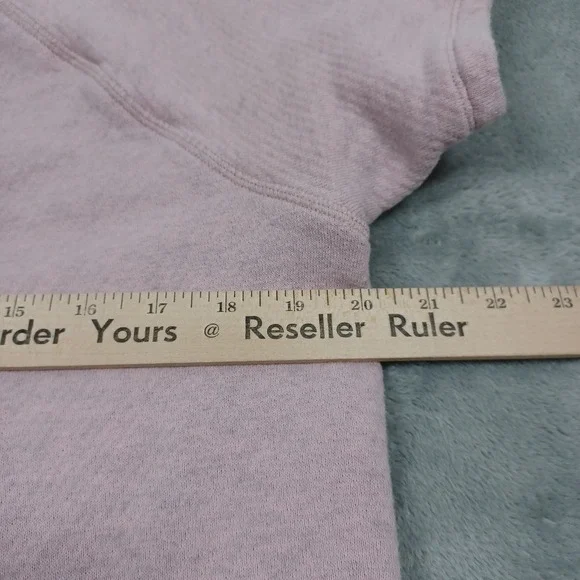 15 16 17 18 19 20 21 22 23
rder Yours @ Reseller Ruler